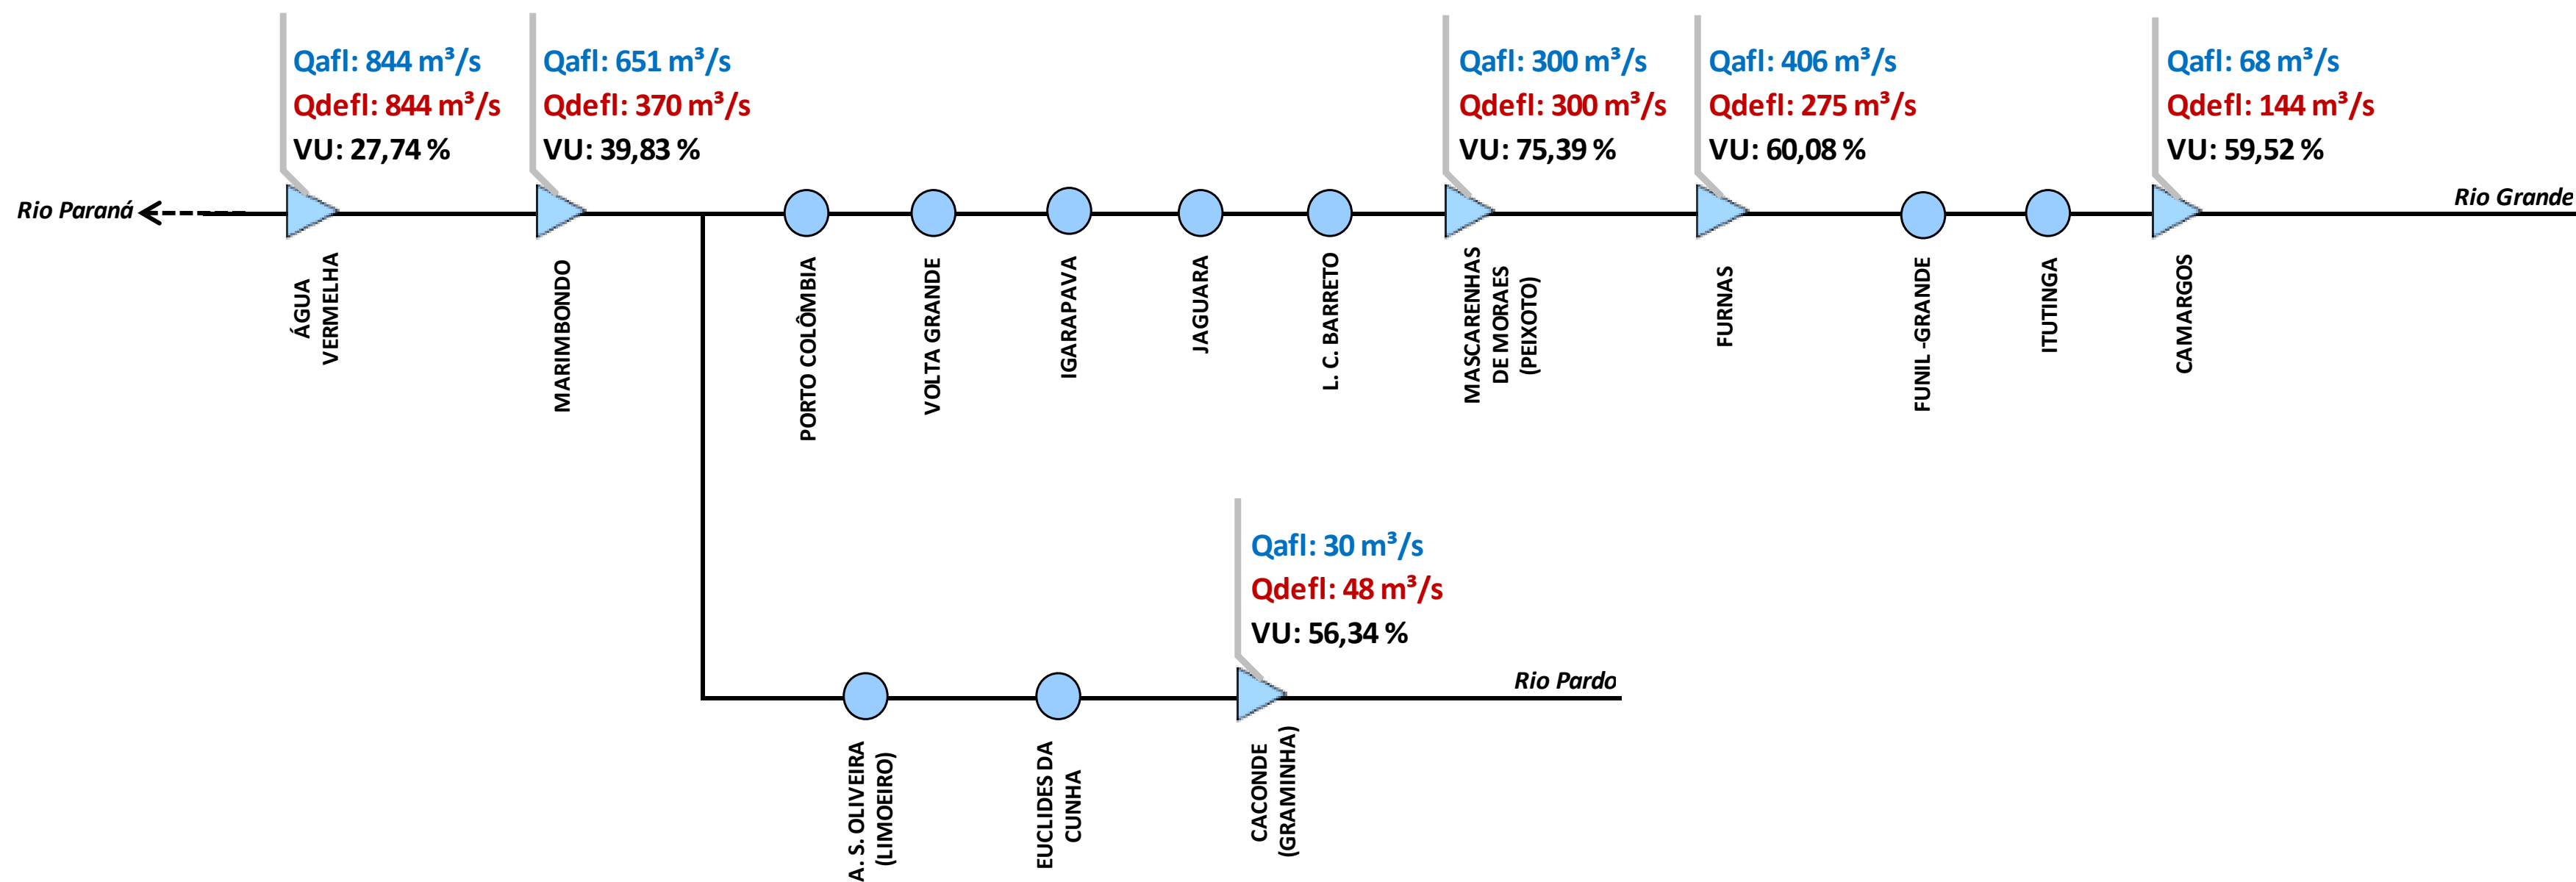 Qafl: 844 m³/s
Qdefl: 844 m³/s
VU: 27,74 %
Qafl: 651 m³/s
Qdefl: 370 m³/s
VU: 39,83 %
Qafl: 300 m³/s
Qdefl: 300 m³/s
VU: 75,39 %
Qafl: 406 m³/s
Qdefl: 275 m³/s
VU: 60,08 %
Qafl: 68 m³/s
Qdefl: 144 m³/s
VU: 59,52 %
Rio Paraná
Rio Grande
ÁGUA
VERMELHA
MARIMBONDO
PORTO COLÔMBIA
VOLTA GRANDE
IGARAPAVA
JAGUARA
L. C. BARRETO
MASCARENHAS
DE MORAES
(PEIXOTO)
FURNAS
FUNIL -GRANDE
ITUTINGA
CAMARGOS
Qafl: 30 m³/s
Qdefl: 48 m³/s
VU: 56,34 %
Rio Pardo
A. S. OLIVEIRA
(LIMOEIRO)
EUCLIDES DA
CUNHA
CACONDE
(GRAMINHA)